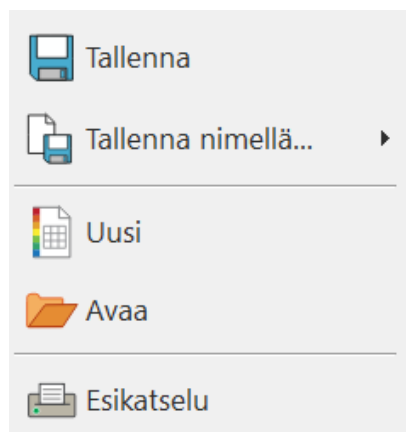 Tallenna
Tallenna nimellä...
Uusi
Avaa
Esikatselu